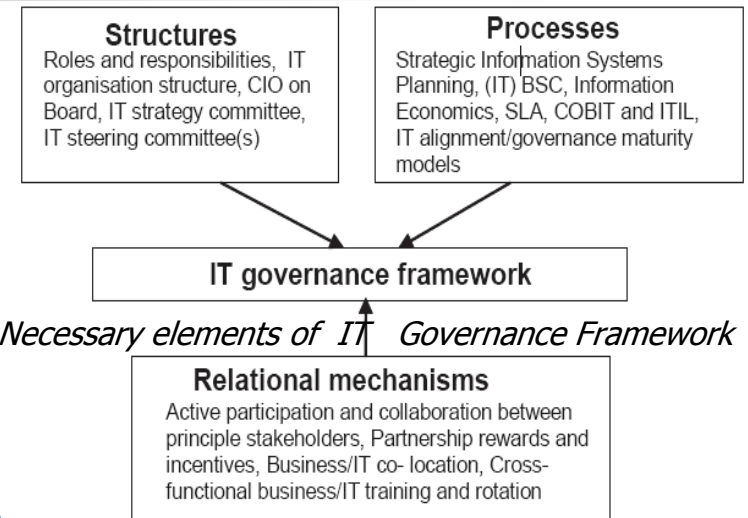 Structures
Roles and responsibilities, IT
organisation structure, CIO on
Board, IT strategy committee,
IT steering committee(s)
Processes
Strategic Information Systems
Planning, (IT) BSC, Information
Economics, SLA, COBIT and ITIL,
IT alignment/governance maturity
models
IT governance framework
Necessary elements of IT Governance Framework
Relational mechanisms
Active participation and collaboration between
principle stakeholders, Partnership rewards and
incentives, Business/IT co- location, Cross-
functional business/IT training and rotation